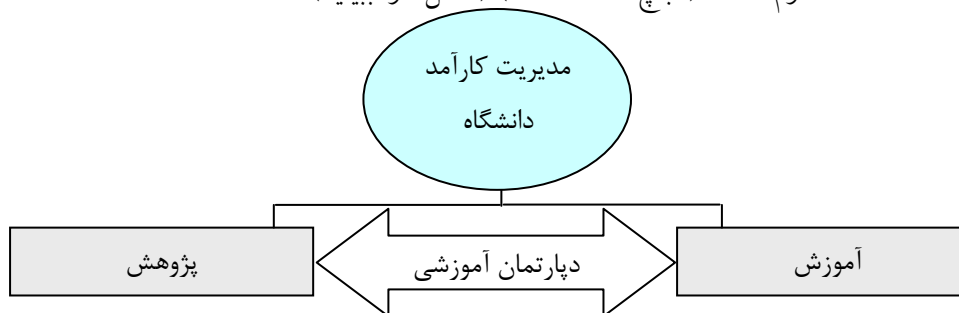 مدیریت کارآمد
دانشگاه
آموزش
دپارتمان آموزشی
پژوهش